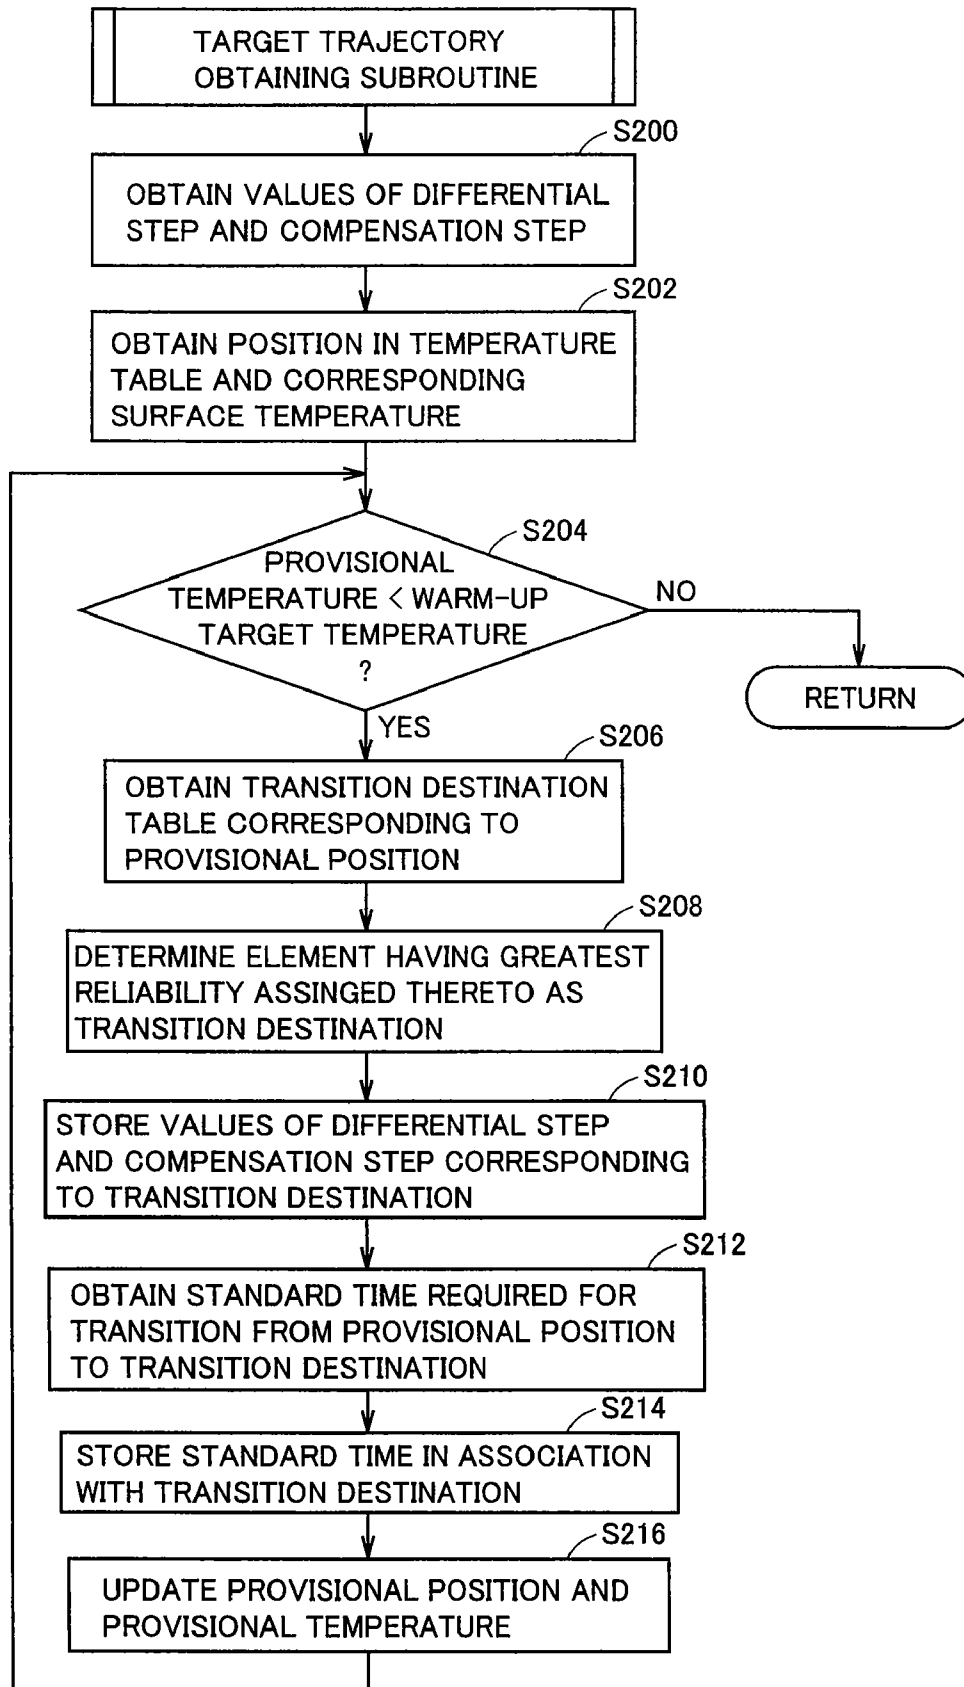 TARGET TRAJECTORY
OBTAINING SUBROUTINE
S200
OBTAIN VALUES OF DIFFERENTIAL
STEP AND COMPENSATION STEP
S202
OBTAIN POSITION IN TEMPERATURE
TABLE AND CORRESPONDING
SURFACE TEMPERATURE
S204
PROVISIONAL
TEMPERATURE < WARM-UP
TARGET TEMPERATURE
?
NO
RETURN
YES
S206
OBTAIN TRANSITION DESTINATION
TABLE CORRESPONDING TO
PROVISIONAL POSITION
S208
DETERMINE ELEMENT HAVING GREATEST
RELIABILITY ASSINGED THERETO AS
TRANSITION DESTINATION
S210
STORE VALUES OF DIFFERENTIAL STEP
AND COMPENSATION STEP CORRESPONDING
TO TRANSITION DESTINATION
S212
OBTAIN STANDARD TIME REQUIRED FOR
TRANSITION FROM PROVISIONAL POSITION
TO TRANSITION DESTINATION
S214
STORE STANDARD TIME IN ASSOCIATION
WITH TRANSITION DESTINATION
S216
UPDATE PROVISIONAL POSITION AND
PROVISIONAL TEMPERATURE